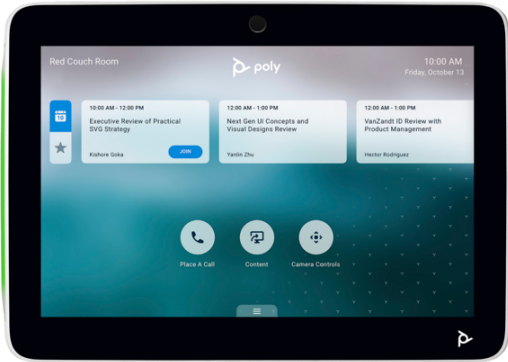 Red Couch Room
poly
10:00 AM
Friday, October 13
10
10:00 AM - 12:00 PM
Executive Review of Practical
SVG Strategy
Kishore Goka
JOIN
12:00 AM - 1:00 PM
Next Gen UI Concepts and
Visual Designs Review
Yanlin Zhu
12:00 AM - 1:00 PM
VanZandt ID Review with
Product Management
Hector Rodriguez
Place A Call
Content
Camera Controls